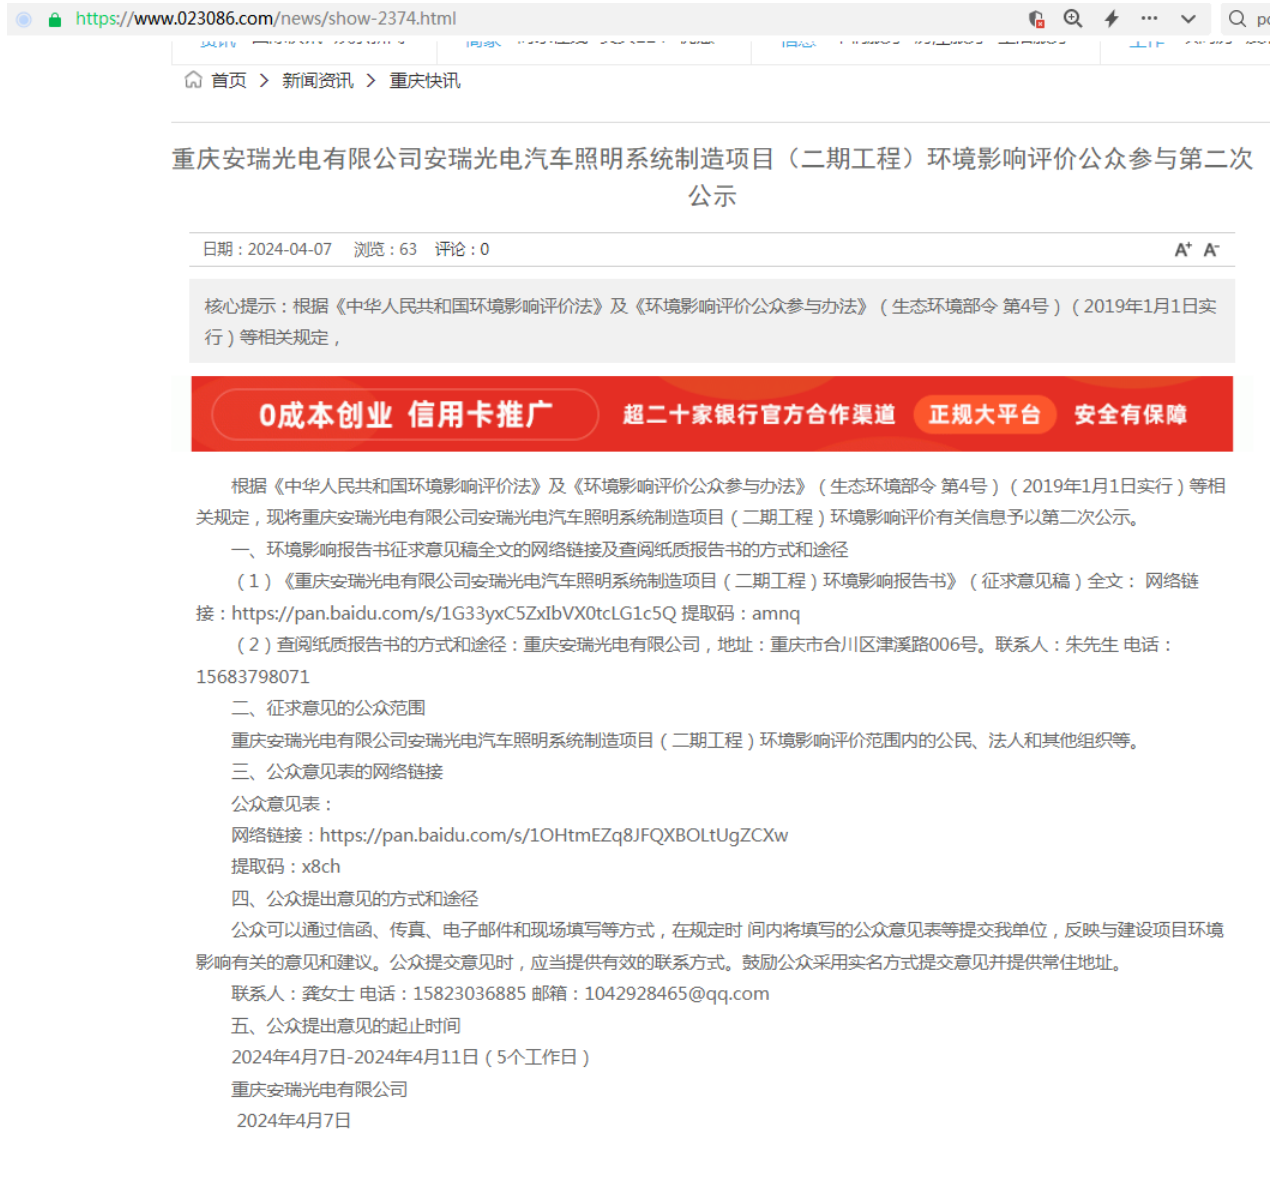 https://www.023086.com/news/show-2374.html
首页 > 新闻资讯 > 重庆快讯
重庆安瑞光电有限公司安瑞光电汽车照明系统制造项目（二期工程）环境影响评价公众参与第二次
公示
日期：2024-04-07 浏览：63 评论：0 A+ A-
核心提示：根据《中华人民共和国环境影响评价法》及《环境影响评价公众参与办法》（生态环境部令 第4号）（2019年1月1日实
行）等相关规定，
0成本创业 信用卡推广 超二十家银行官方合作渠道 正规大平台 安全有保障
根据《中华人民共和国环境影响评价法》及《环境影响评价公众参与办法》（生态环境部令 第4号）（2019年1月1日实行）等相
关规定，现将重庆安瑞光电有限公司安瑞光电汽车照明系统制造项目（二期工程）环境影响评价有关信息予以第二次公示。
一、环境影响报告书征求意见稿全文的网络链接及查阅纸质报告书的方式和途径
（1）《重庆安瑞光电有限公司安瑞光电汽车照明系统制造项目（二期工程）环境影响报告书》（征求意见稿）全文： 网络链
接：https://pan.baidu.com/s/1G33yxC5ZxIbVX0tcLG1c5Q 提取码：amnq
（2）查阅纸质报告书的方式和途径：重庆安瑞光电有限公司，地址：重庆市合川区津溪路006号。联系人：朱先生 电话：
15683798071
二、征求意见的公众范围
重庆安瑞光电有限公司安瑞光电汽车照明系统制造项目（二期工程）环境影响评价范围内的公民、法人和其他组织等。
三、公众意见表的网络链接
公众意见表：
网络链接：https://pan.baidu.com/s/1OHtmEZq8JFQXBOLtUgZCXw
提取码：x8ch
四、公众提出意见的方式和途径
公众可以通过信函、传真、电子邮件和现场填写等方式，在规定时 间内将填写的公众意见表等提交我单位，反映与建设项目环境
影响有关的意见和建议。公众提交意见时，应当提供有效的联系方式。鼓励公众采用实名方式提交意见并提供常住地址。
联系人：龚女士 电话：15823036885 邮箱：1042928465@qq.com
五、公众提出意见的起止时间
2024年4月7日-2024年4月11日（5个工作日）
重庆安瑞光电有限公司
2024年4月7日